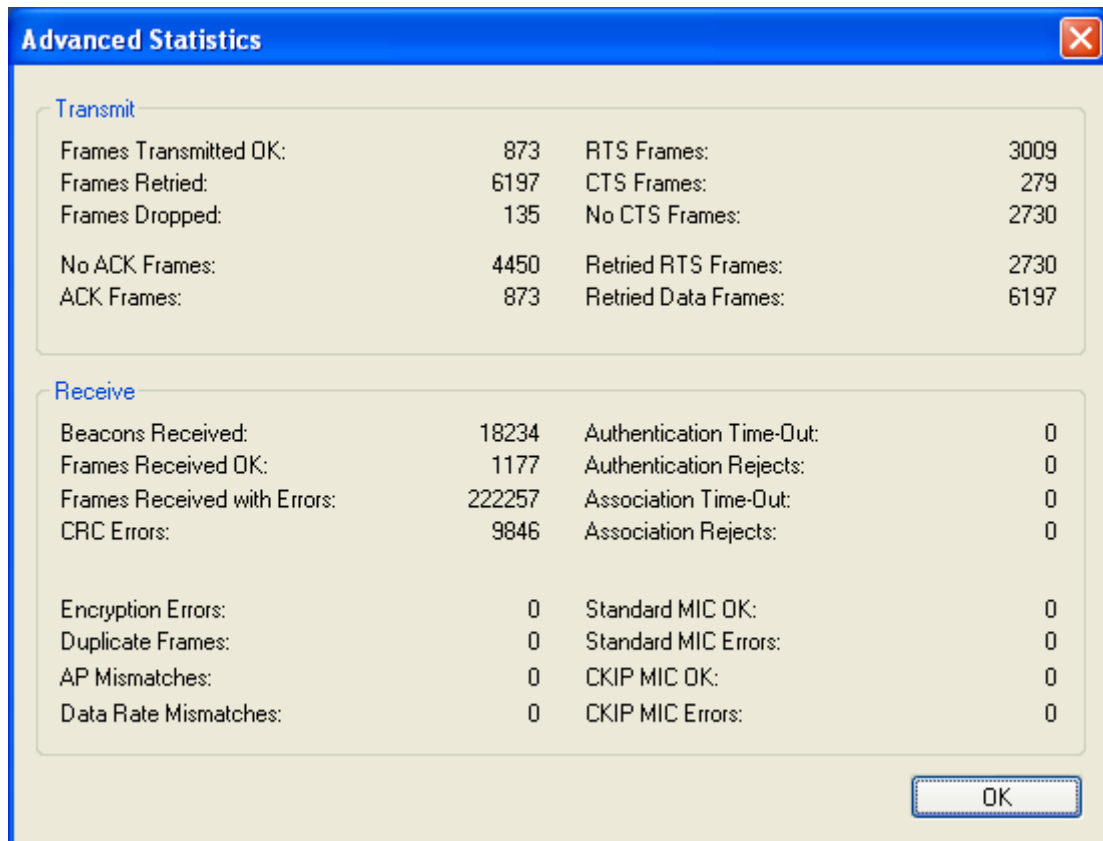 Advanced Statistics
Transmit
Frames Transmitted OK: 873 RTS Frames: 3009
Frames Retried: 6197 CTS Frames: 279
Frames Dropped: 135 No CTS Frames: 2730
No ACK Frames: 4450 Retried RTS Frames: 2730
ACK Frames: 873 Retried Data Frames: 6197
Receive
Beacons Received: 18234 Authentication Time-Out: 0
Frames Received OK: 1177 Authentication Rejects: 0
Frames Received with Errors: 222257 Association Time-Out: 0
CRC Errors: 9846 Association Rejects: 0
Encryption Errors: 0 Standard MIC OK: 0
Duplicate Frames: 0 Standard MIC Errors: 0
AP Mismatches: 0 CKIP MIC OK: 0
Data Rate Mismatches: 0 CKIP MIC Errors: 0
OK